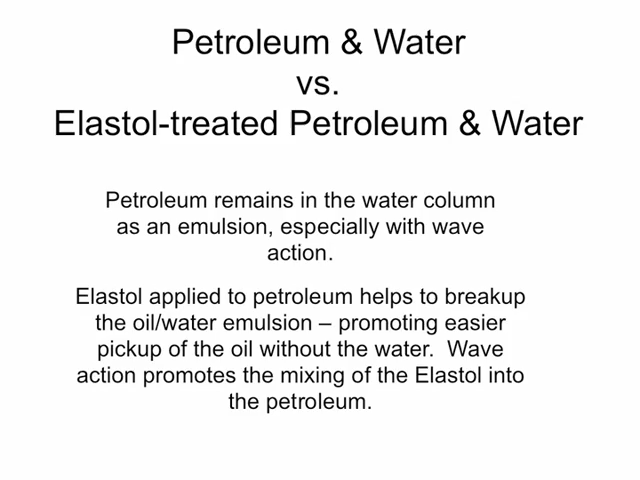 Petroleum & Water
vs.
Elastol-treated Petroleum & Water
Petroleum remains in the water column
as an emulsion, especially with wave
action.
Elastol applied to petroleum helps to breakup
the oil/water emulsion – promoting easier
pickup of the oil without the water.  Wave
action promotes the mixing of the Elastol into
the petroleum.